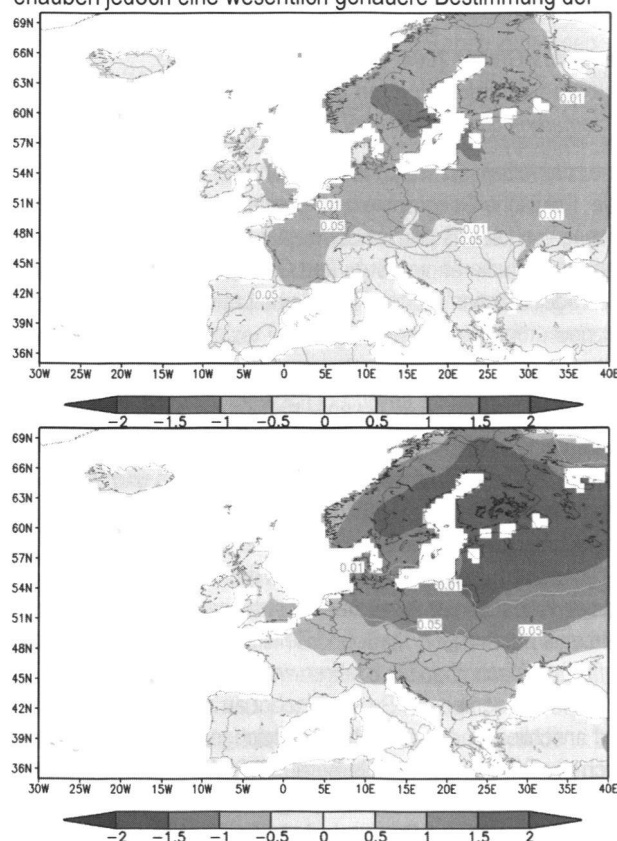 erlauben jedoch eine wesentlich genauere Bestimmung der
69N
66N
63N
60N
57N
54N
51N
48N
45N
42N
39N
36N
0.01
0.01
0.05
0.01
0.01
0.05
0.05
30W 25W 20W 15W 10W 5W 0 5E 10E 15E 20E 25E 30E 35E 40E
−2 −1.5 −1 −0.5 0 0.5 1 1.5 2
69N
66N
63N
60N
57N
54N
51N
48N
45N
42N
39N
36N
0.01
0.01
0.05
0.05
30W 25W 20W 15W 10W 5W 0 5E 10E 15E 20E 25E 30E 35E 40E
−2 −1.5 −1 −0.5 0 0.5 1 1.5 2